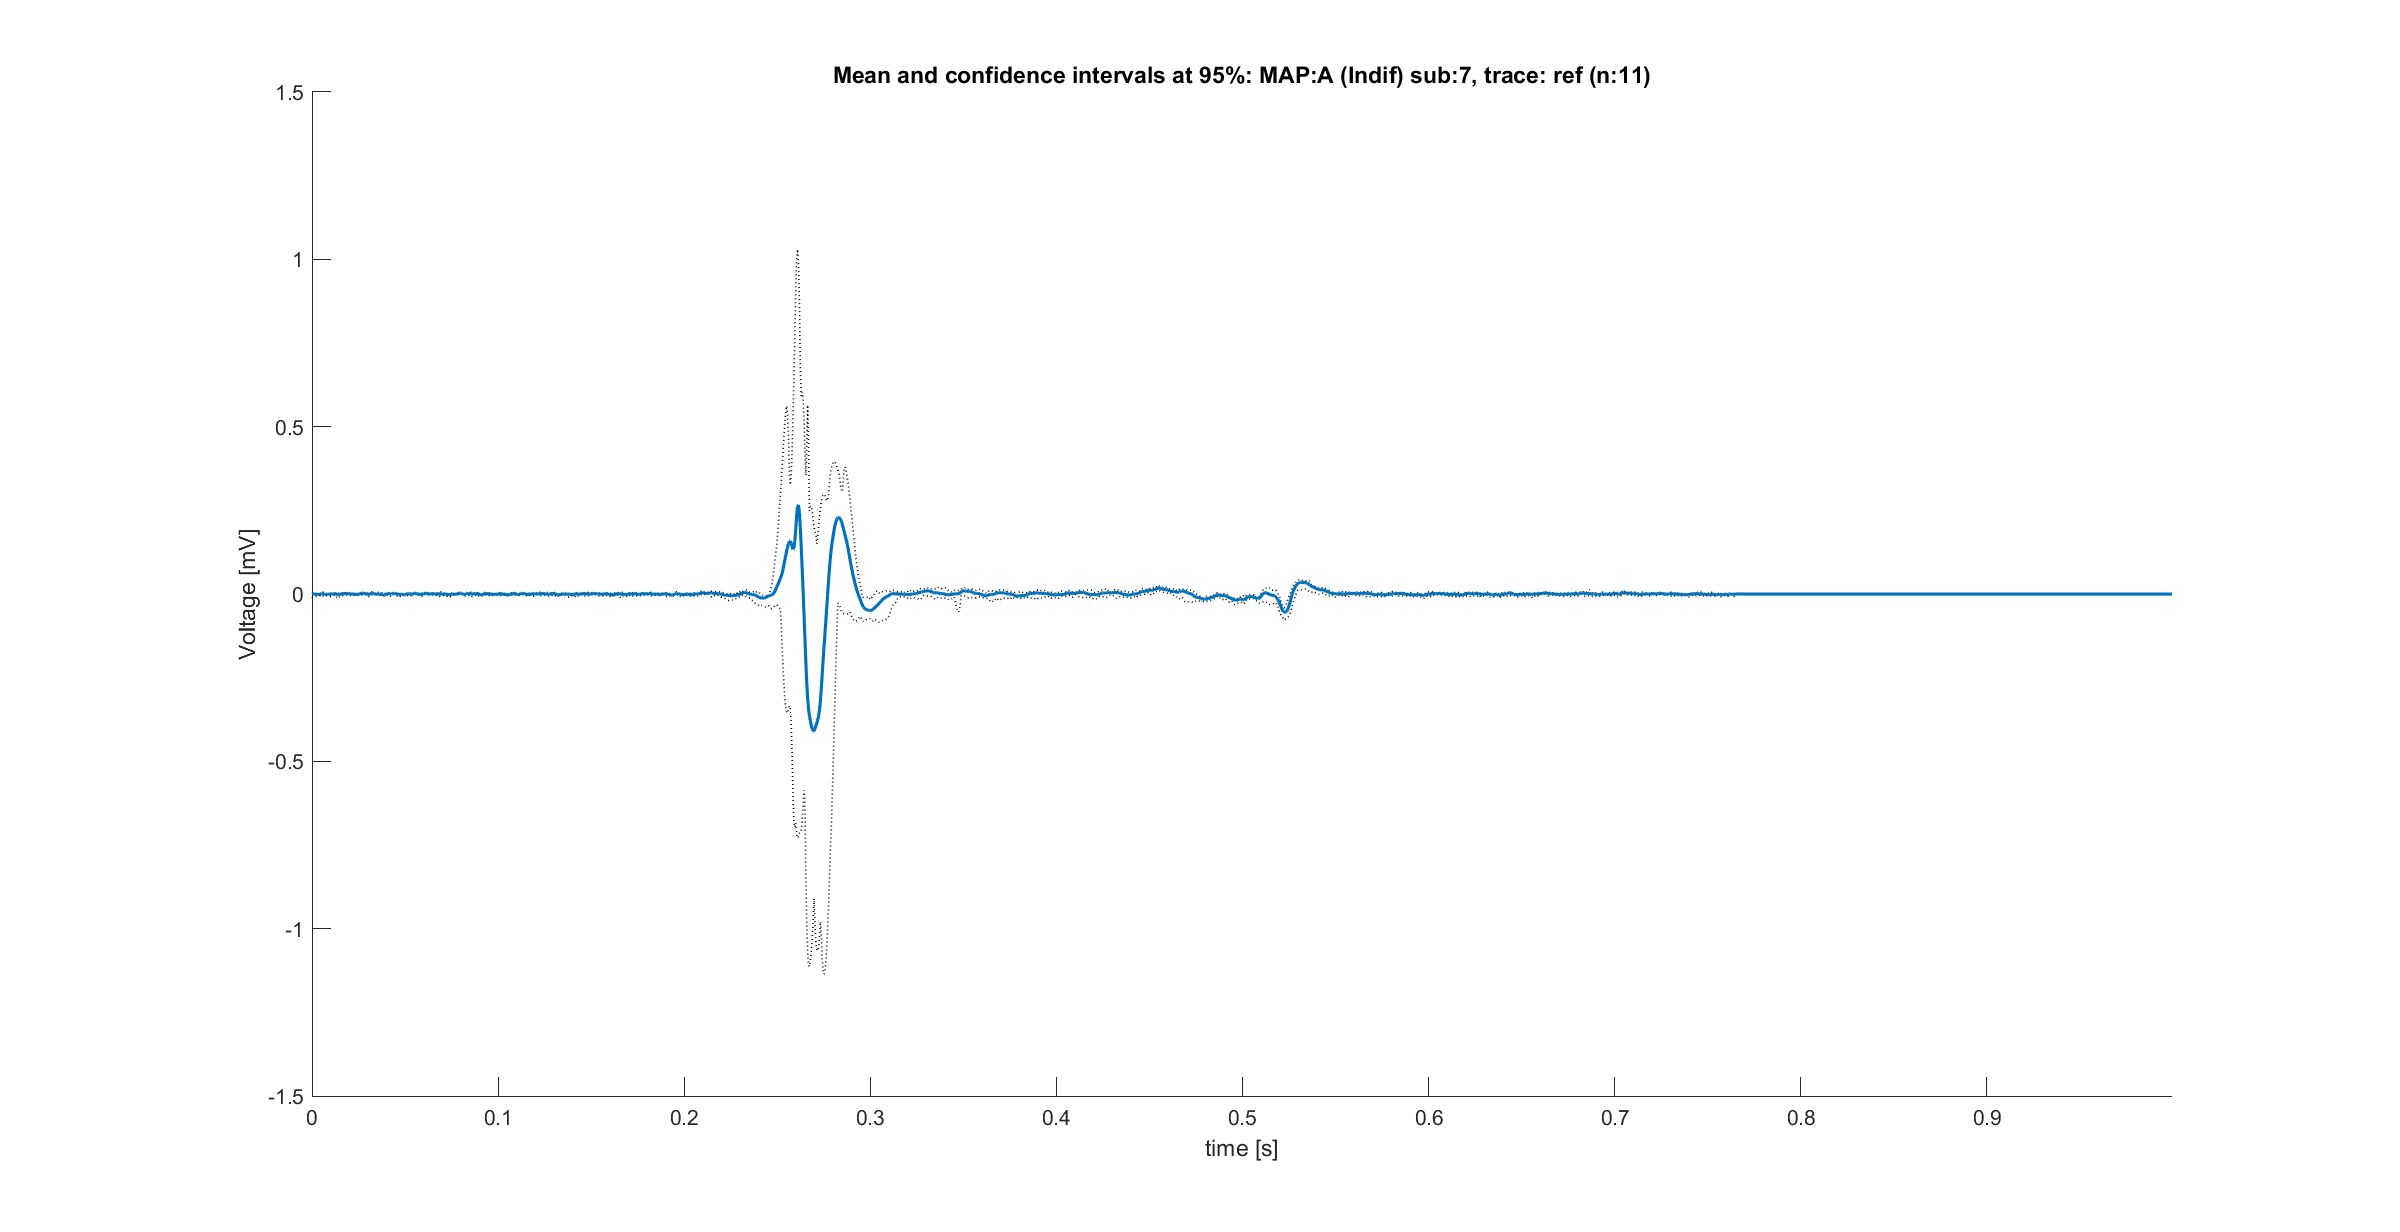 Mean and confidence intervals at 95%: MAP:A (Indif) sub:7, trace: ref (n:11)
1.5
1
0.5
0
-0.5
-1
-1.5
Voltage [mV]
0 0.1 0.2 0.3 0.4 0.5 0.6 0.7 0.8 0.9
time [s]